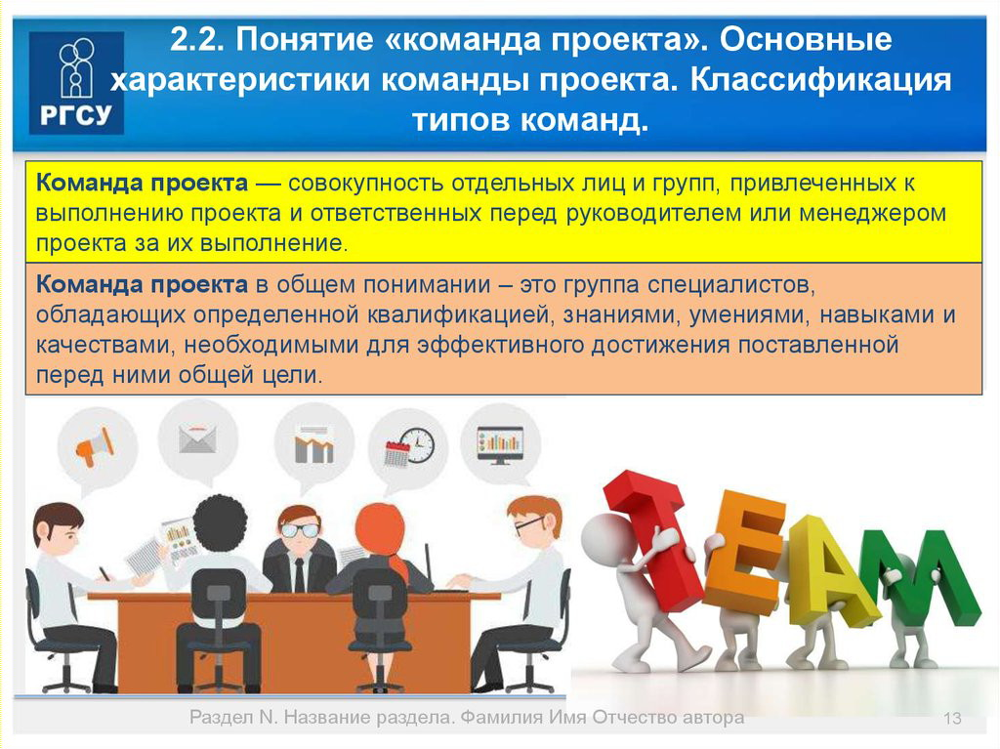 2.2. Понятие «команда проекта». Основные
характеристики команды проекта. Классификация
типов команд.
РГСУ
Команда проекта — совокупность отдельных лиц и групп, привлеченных к
выполнению проекта и ответственных перед руководителем или менеджером
проекта за их выполнение.
Команда проекта в общем понимании – это группа специалистов,
обладающих определенной квалификацией, знаниями, умениями, навыками и
качествами, необходимыми для эффективного достижения поставленной
перед ними общей цели.
TEAM
Раздел N. Название раздела. Фамилия Имя Отчество автора
13